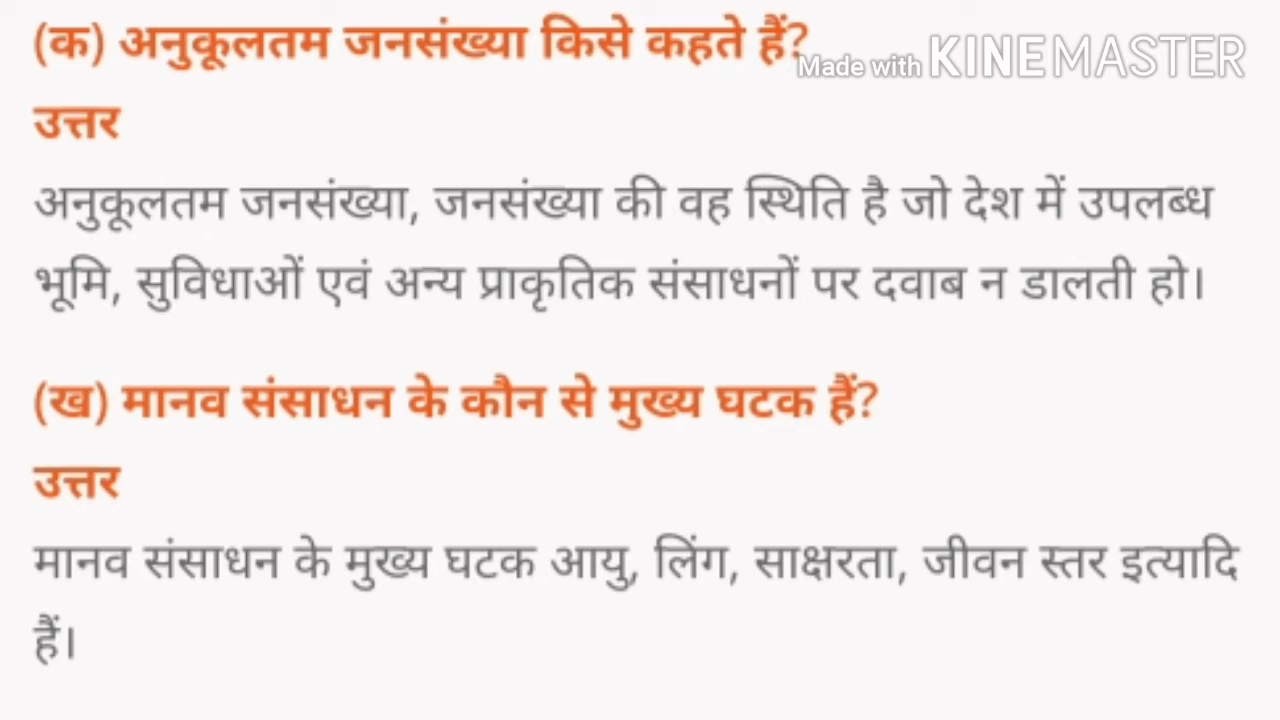 (क) अनुकूलतम जनसंख्या किसे कहते हैं?
Made with KINEMASTER
उत्तर
अनुकूलतम जनसंख्या, जनसंख्या की वह स्थिति है जो देश में उपलब्ध
भूमि, सुविधाओं एवं अन्य प्राकृतिक संसाधनों पर दवाब न डालती हो।
(ख) मानव संसाधन के कौन से मुख्य घटक हैं?
उत्तर
मानव संसाधन के मुख्य घटक आयु, लिंग, साक्षरता, जीवन स्तर इत्यादि
हैं।